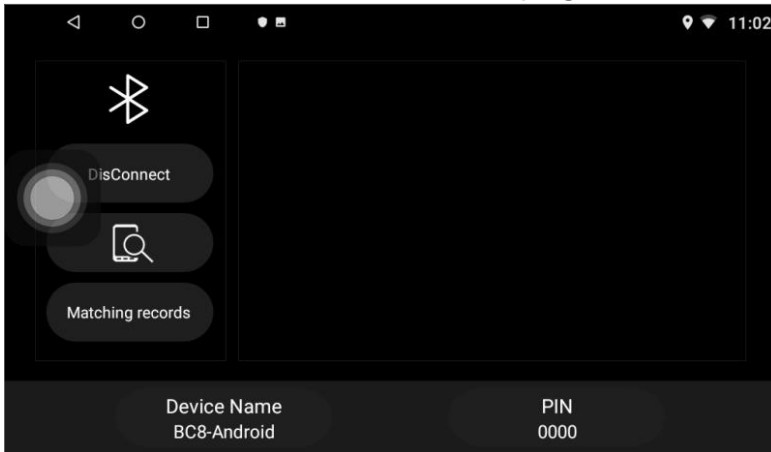 11:02
DisConnect
Matching records
Device Name
BC8-Android
PIN
0000